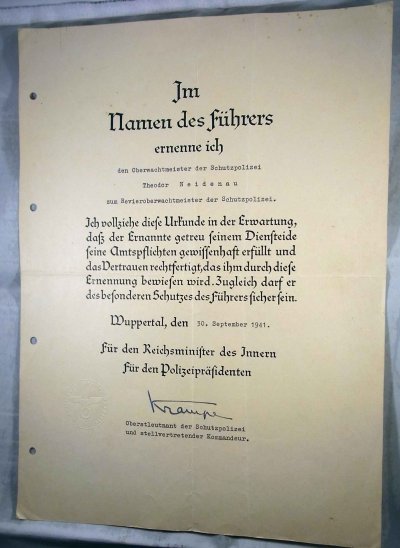 Im
Namen des Führers
ernenne ich
den Oberwachtmeister der Schutzpolizei
Theodor Neidenau
zum Revieroberwachtmeister der Schutzpolizei.
Ich vollziehe diese Urkunde in der Erwartung,
daß der Ernannte getreu seinem Diensteide
seine Amtspflichten gewissenhaft erfüllt und
das Vertrauen rechtfertigt, das ihm durch diese
Ernennung bewiesen wird. Zugleich darf er
des besonderen Schutzes des Führers sicher sein.
Wuppertal, den 30. September 1941.
Für den Reichsminister des Innern
Für den Polizeipräsidenten
Krampe
Oberstleutnant der Schutzpolizei
und stellvertretender Kommandeur.